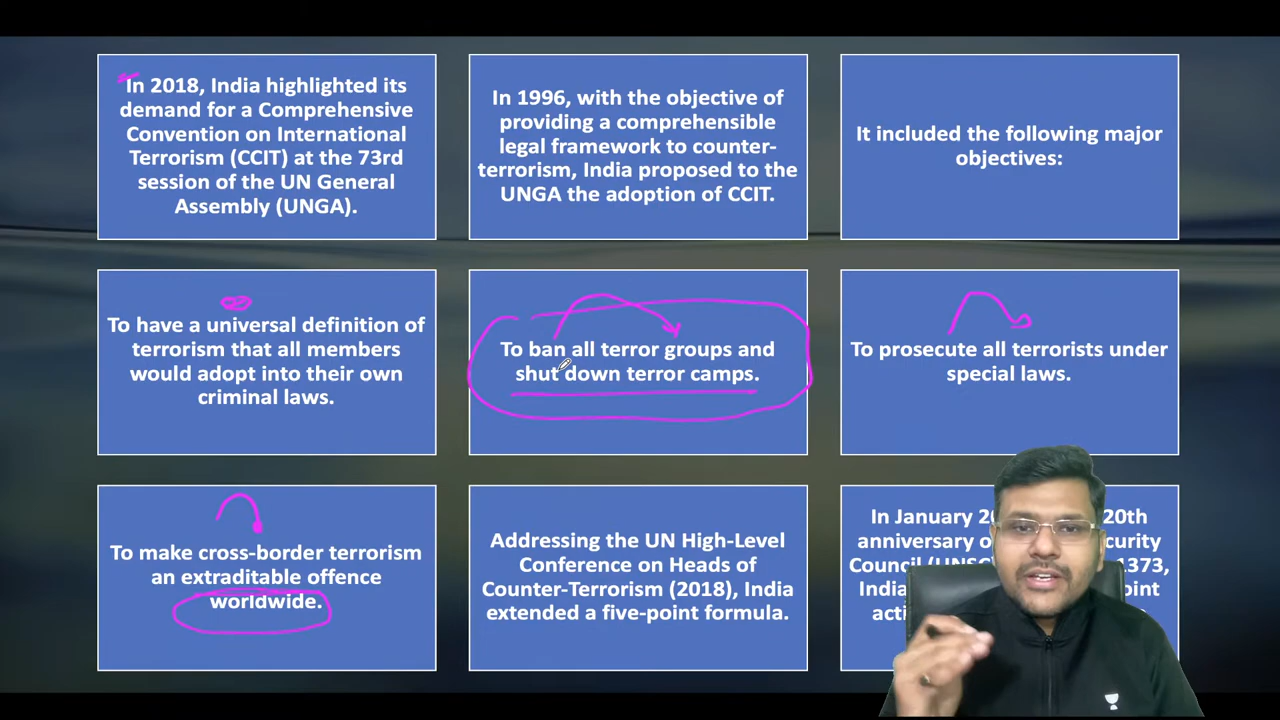 In 2018, India highlighted its
demand for a Comprehensive
Convention on International
Terrorism (CCIT) at the 73rd
session of the UN General
Assembly (UNGA).
In 1996, with the objective of
providing a comprehensible
legal framework to counter-
terrorism, India proposed to the
UNGA the adoption of CCIT.
It included the following major
objectives:
To have a universal definition of
terrorism that all members
would adopt into their own
criminal laws.
To ban all terror groups and
shut down terror camps.
To prosecute all terrorists under
special laws.
To make cross-border terrorism
an extraditable offence
worldwide.
Addressing the UN High-Level
Conference on Heads of
Counter-Terrorism (2018), India
extended a five-point formula.
In January 20th
anniversary
Council 1373,